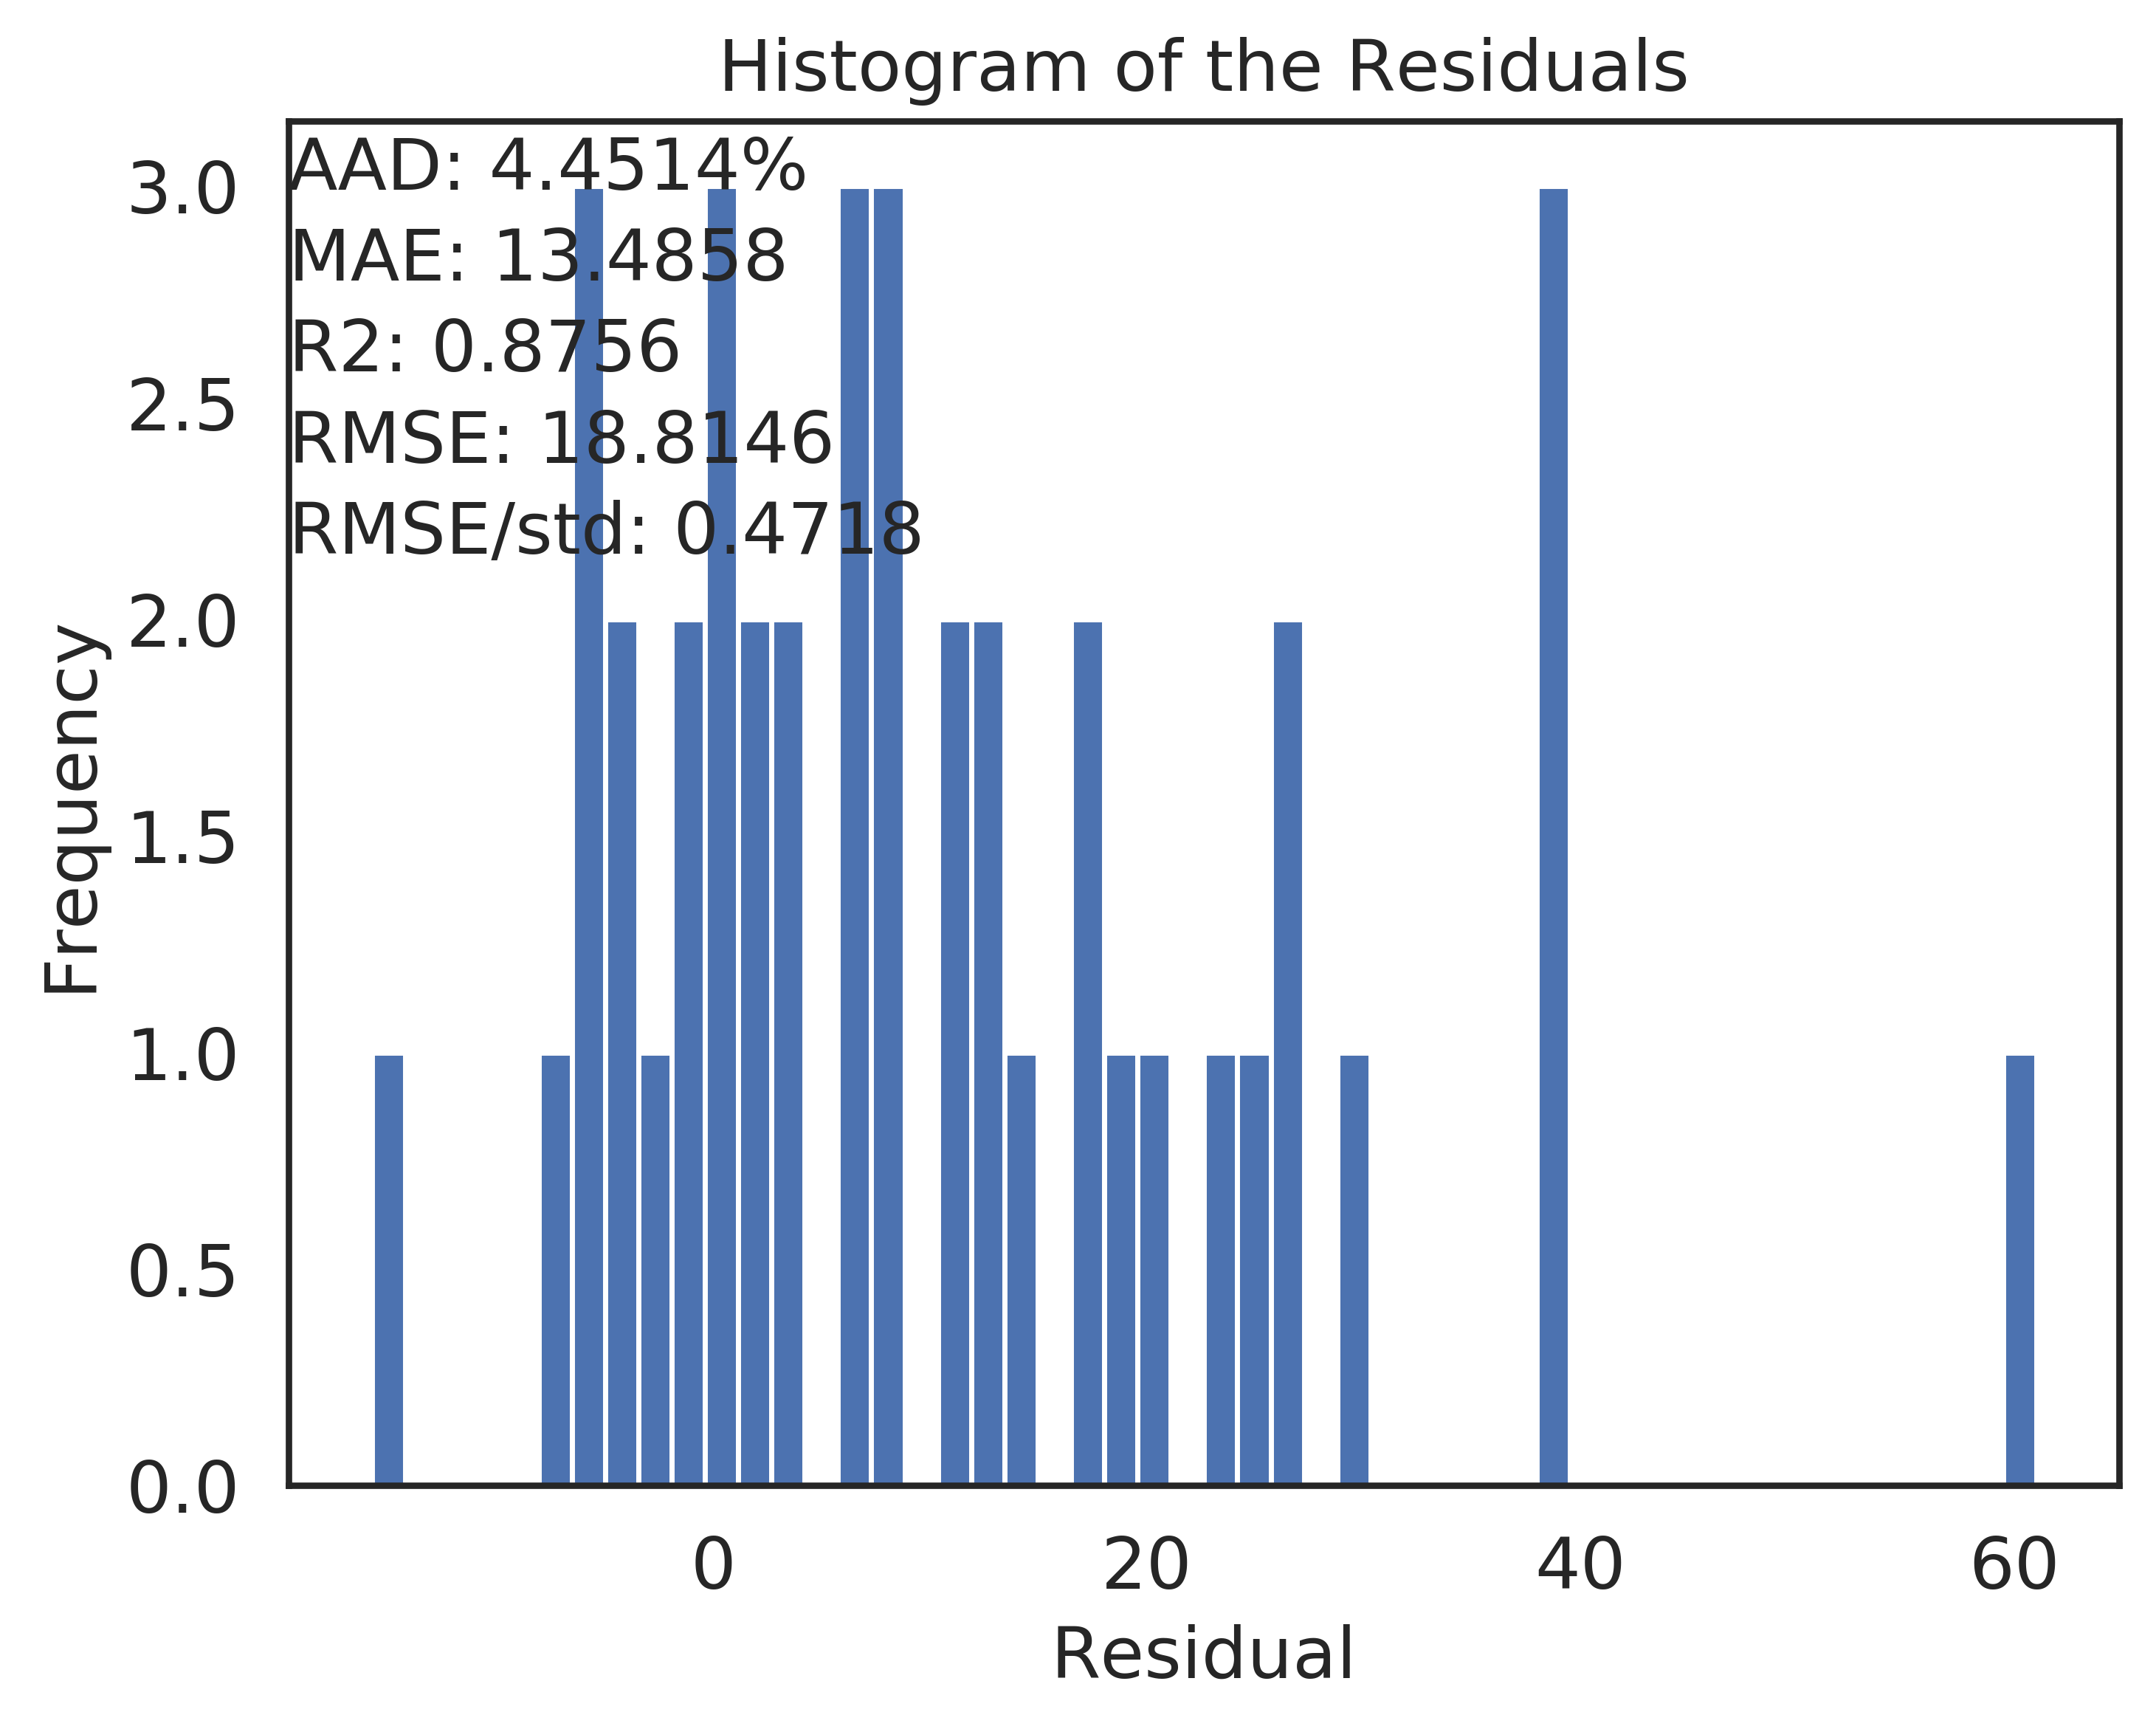 Histogram of the Residuals
AAD: 4.4514%
MAE: 13.4858
R2: 0.8756
RMSE: 18.8146
RMSE/std: 0.4718
3.0
2.5
2.0
1.5
1.0
0.5
0.0
Frequency
0 20 40 60
Residual